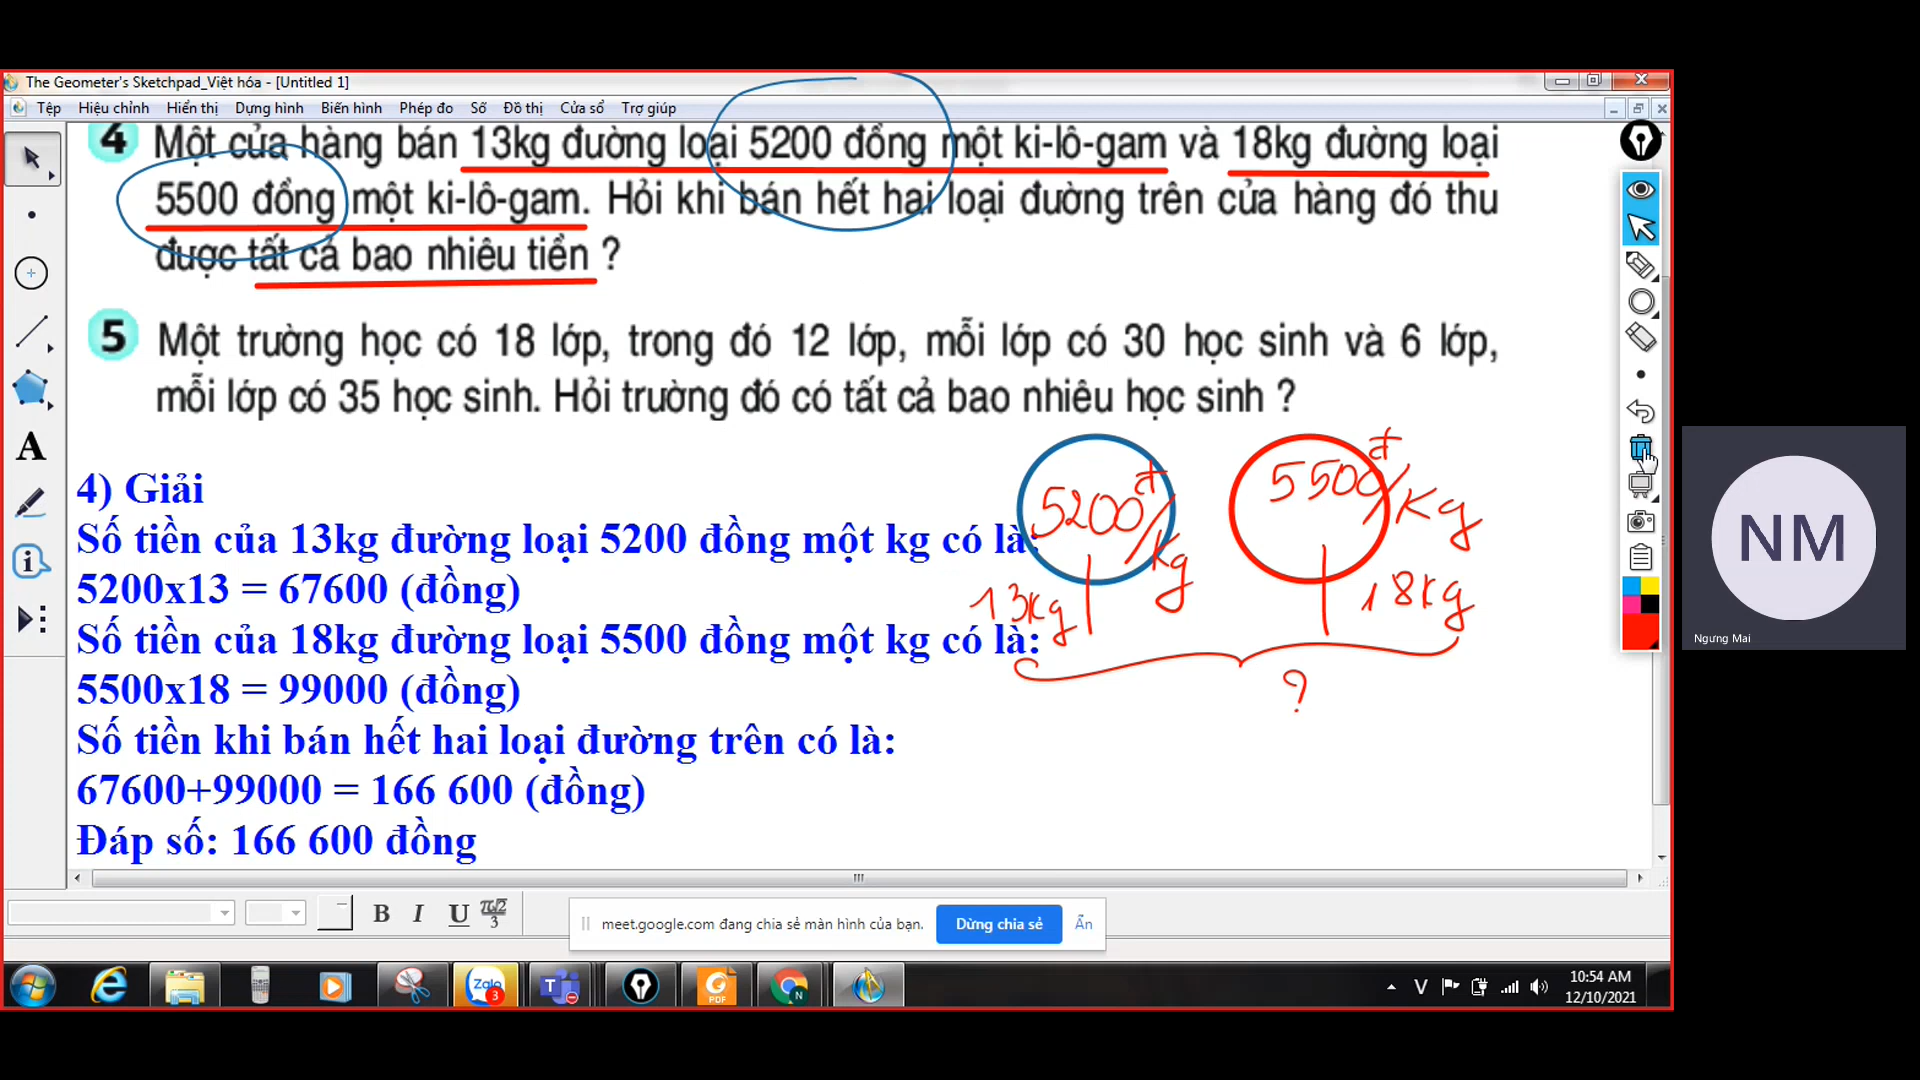 The Geometer's Sketchpad_Việt hóa - [Untitled 1]
Tệp Hiệu chỉnh Hiển thị Dựng hình Biến hình Phép đo Số Đồ thị Cửa sổ Trợ giúp
4 Một cửa hàng bán 13kg đường loại 5200 đồng một ki-lô-gam và 18kg đường loại
5500 đồng một ki-lô-gam. Hỏi khi bán hết hai loại đường trên cửa hàng đó thu
được tất cả bao nhiêu tiền ?
5 Một trường học có 18 lớp, trong đó 12 lớp, mỗi lớp có 30 học sinh và 6 lớp,
mỗi lớp có 35 học sinh. Hỏi trường đó có tất cả bao nhiêu học sinh ?
4) Giải
Số tiền của 13kg đường loại 5200 đồng một kg có là:
5200x13 = 67600 (đồng)
Số tiền của 18kg đường loại 5500 đồng một kg có là:
5500x18 = 99000 (đồng)
Số tiền khi bán hết hai loại đường trên có là:
67600+99000 = 166 600 (đồng)
Đáp số: 166 600 đồng
5200đ/kg
5500đ/kg
13kg
18kg
?
A
B I U
π√2/3
meet.google.com đang chia sẻ màn hình của bạn. Dừng chia sẻ Ẩn
Zalo 3
T
PDF
N
V
10:54 AM
12/10/2021
NM
Ngưng Mai